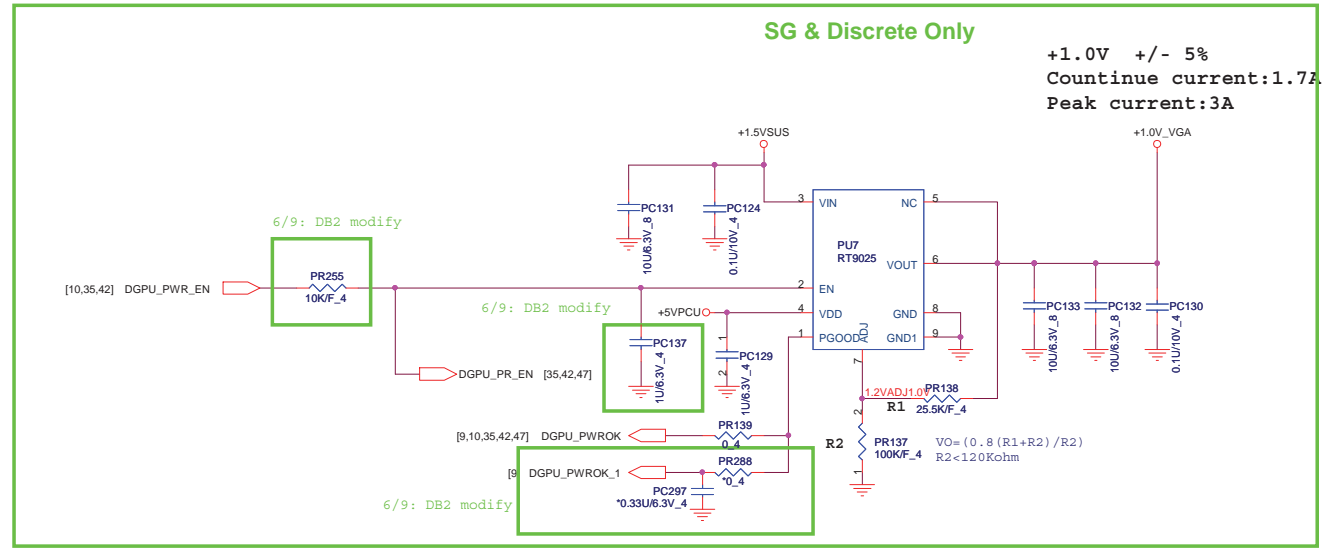 SG & Discrete Only
+1.0V +/- 5%
Countinue current:1.7A
Peak current:3A
+1.5VSUS
+1.0V_VGA
PC131
10U/6.3V_8
PC124
0.1U/10V_4
3
VIN
NC
5
PU7
RT9025
VOUT
6
6/9: DB2 modify
PR255
10K/F_4
[10,35,42] DGPU_PWR_EN
2
EN
6/9: DB2 modify
+5VPCU
4
VDD
GND
8
1
PGOOD
ADJ
GND1
9
7
PC137
1U/6.3V_4
1
PC129
2
1U/6.3V_4
PC133
10U/6.3V_8
PC132
10U/6.3V_8
PC130
0.1U/10V_4
DGPU_PR_EN [35,42,47]
1.2VADJ1.0V
PR138
R1
25.5K/F_4
[9,10,35,42,47] DGPU_PWROK
PR139
0_4
R2
2
PR137
100K/F_4
1
VO=(0.8(R1+R2)/R2)
R2<120Kohm
[9 DGPU_PWROK_1
PR288
*0_4
6/9: DB2 modify
PC297
*0.33U/6.3V_4